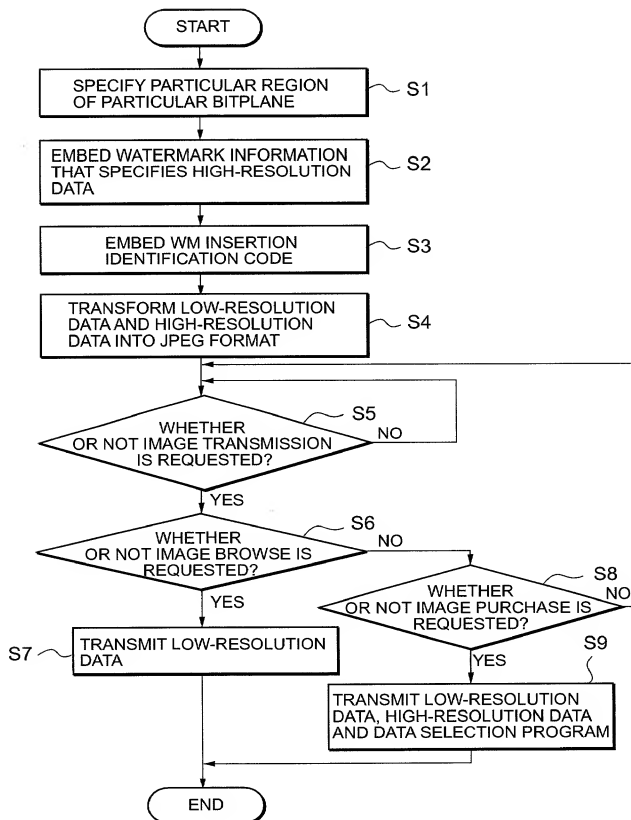 START
SPECIFY PARTICULAR REGION
OF PARTICULAR BITPLANE
S1
EMBED WATERMARK INFORMATION
THAT SPECIFIES HIGH-RESOLUTION
DATA
S2
EMBED WM INSERTION
IDENTIFICATION CODE
S3
TRANSFORM LOW-RESOLUTION
DATA AND HIGH-RESOLUTION
DATA INTO JPEG FORMAT
S4
S5
WHETHER
OR NOT IMAGE TRANSMISSION
IS REQUESTED?
NO
YES
S6
WHETHER
OR NOT IMAGE BROWSE IS
REQUESTED?
NO
YES
S8
WHETHER
OR NOT IMAGE PURCHASE IS
REQUESTED?
NO
YES
S7
TRANSMIT LOW-RESOLUTION
DATA
S9
TRANSMIT LOW-RESOLUTION
DATA, HIGH-RESOLUTION DATA
AND DATA SELECTION PROGRAM
END